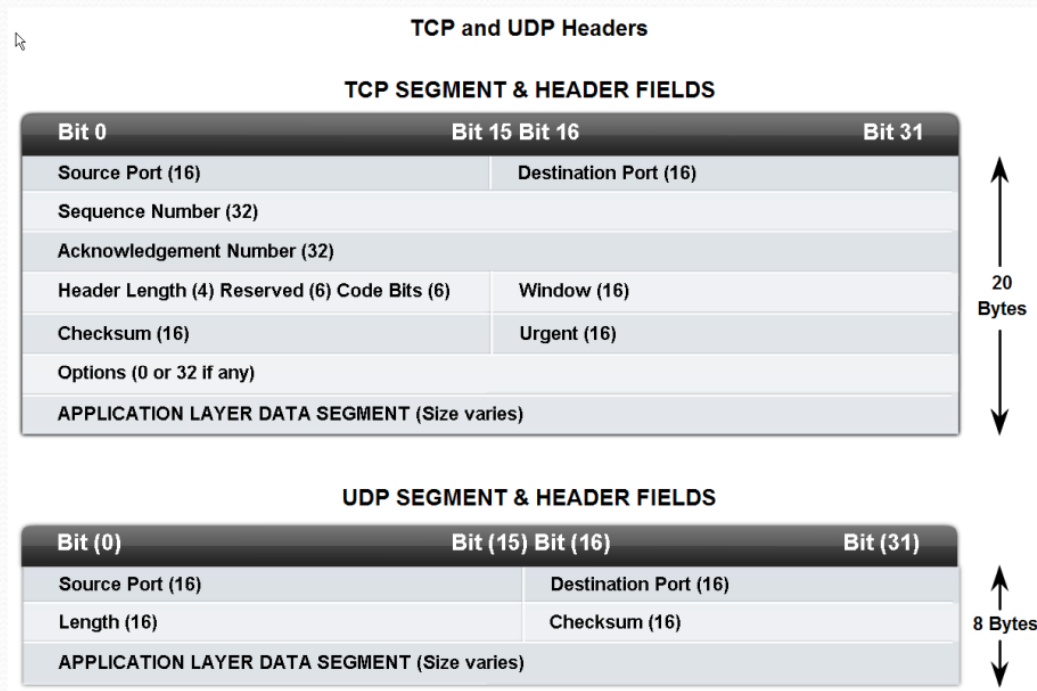 TCP and UDP Headers
TCP SEGMENT & HEADER FIELDS
Bit 0 Bit 15 Bit 16 Bit 31
Source Port (16) Destination Port (16)
Sequence Number (32)
Acknowledgement Number (32)
Header Length (4) Reserved (6) Code Bits (6) Window (16)
Checksum (16) Urgent (16)
Options (0 or 32 if any)
APPLICATION LAYER DATA SEGMENT (Size varies)
20
Bytes
UDP SEGMENT & HEADER FIELDS
Bit (0) Bit (15) Bit (16) Bit (31)
Source Port (16) Destination Port (16)
Length (16) Checksum (16)
APPLICATION LAYER DATA SEGMENT (Size varies)
8 Bytes